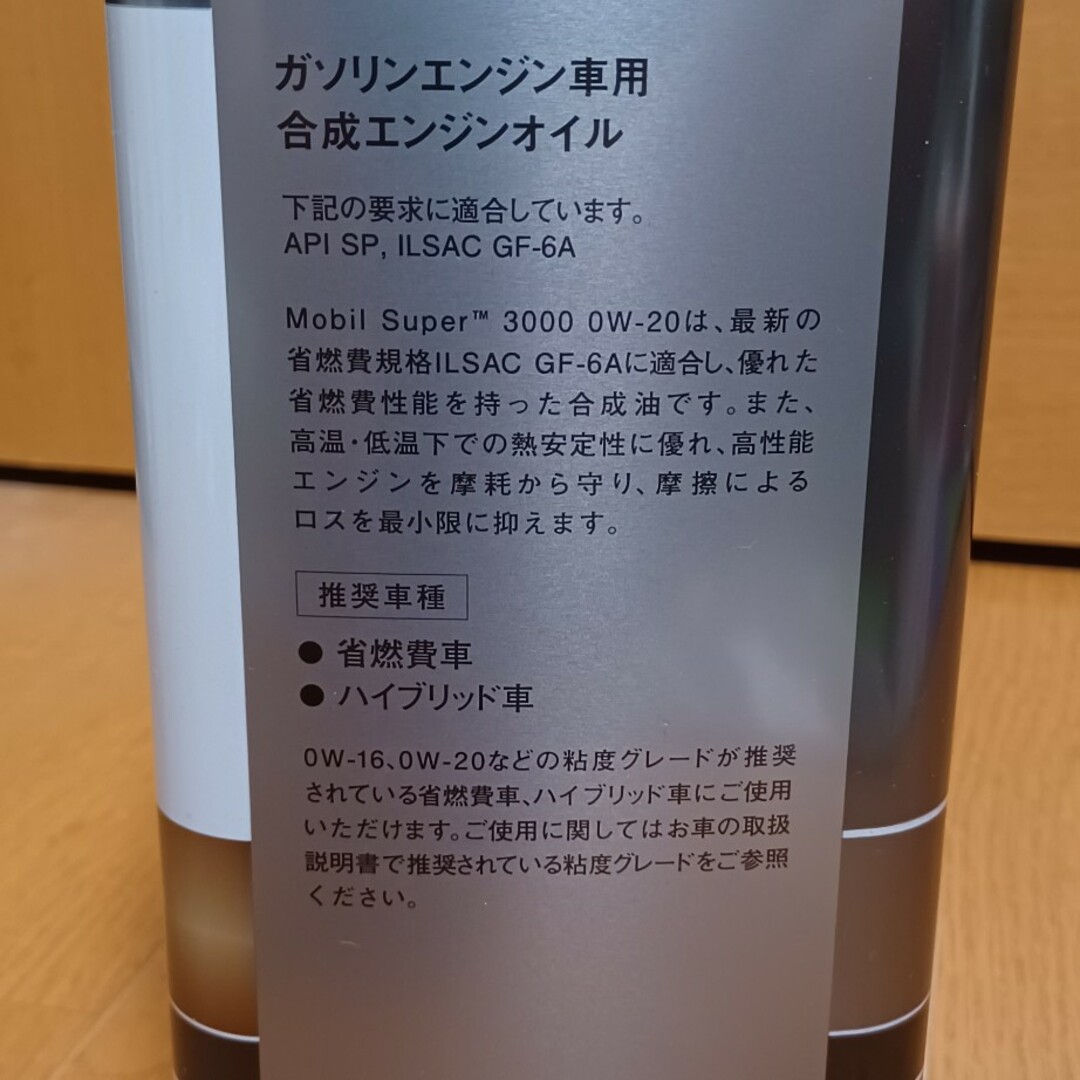 ガソリンエンジン車用
合成エンジンオイル
下記の要求に適合しています。
API SP, ILSAC GF-6A
Mobil Super™ 3000 0W-20は、最新の
省燃費規格ILSAC GF-6Aに適合し、優れた
省燃費性能を持った合成油です。また、
高温・低温下での熱安定性に優れ、高性能
エンジンを摩耗から守り、摩擦による
ロスを最小限に抑えます。
推奨車種
● 省燃費車
● ハイブリッド車
0W-16、0W-20などの粘度グレードが推奨
されている省燃費車、ハイブリッド車にご使用
いただけます。ご使用に関してはお車の取扱
説明書で推奨されている粘度グレードをご参照
ください。